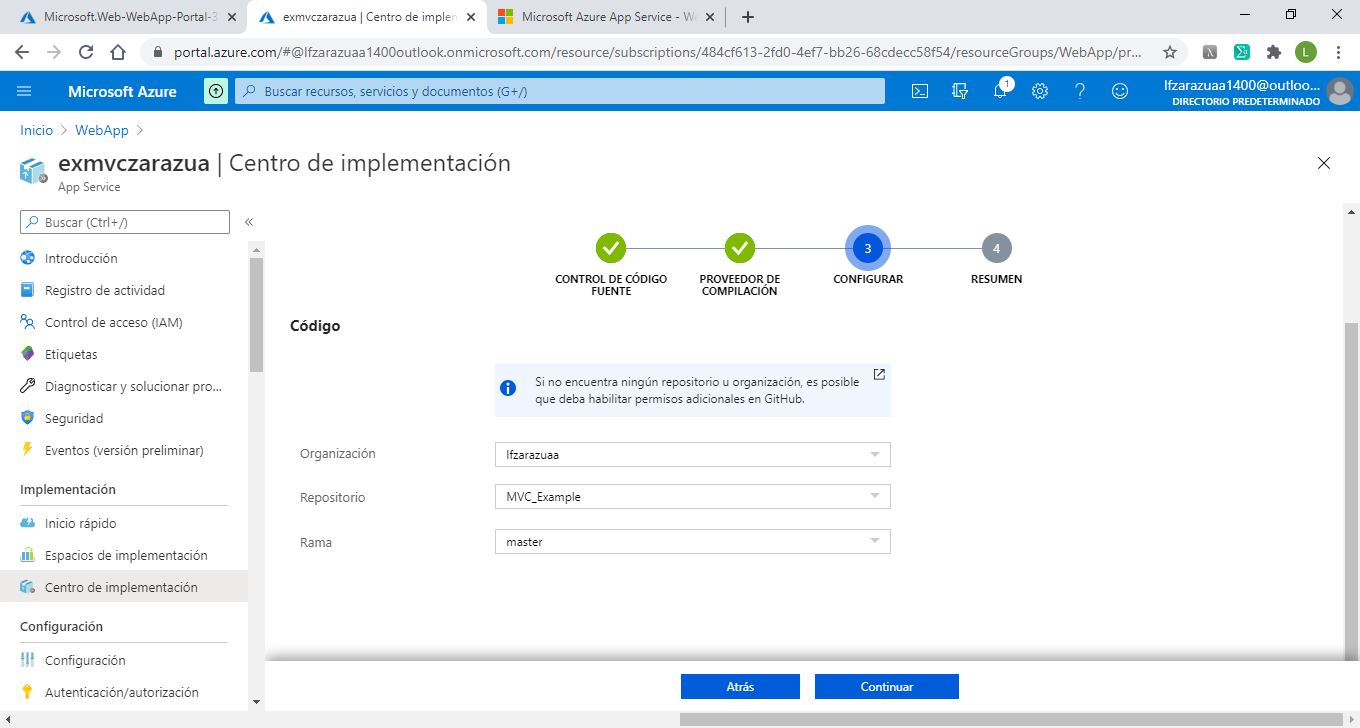 Microsoft.Web-WebApp-Portal-3
exmvczarazua | Centro de implem
Microsoft Azure App Service - We
portal.azure.com/#@lfzarazuaa1400outlook.onmicrosoft.com/resource/subscriptions/484cf613-2fd0-4ef7-bb26-68cdecc58f54/resourceGroups/WebApp/pr...
L
Microsoft Azure
Buscar recursos, servicios y documentos (G+/)
1
lfzarazuaa1400@outloo...
DIRECTORIO PREDETERMINADO
Inicio > WebApp >
exmvczarazua | Centro de implementación
App Service
Buscar (Ctrl+/)
«
Introducción
Registro de actividad
Control de acceso (IAM)
Etiquetas
Diagnosticar y solucionar pro...
Seguridad
Eventos (versión preliminar)
Implementación
Inicio rápido
Espacios de implementación
Centro de implementación
Configuración
Configuración
Autenticación/autorización
3
4
CONTROL DE CÓDIGO
FUENTE
PROVEEDOR DE
COMPILACIÓN
CONFIGURAR
RESUMEN
Código
Si no encuentra ningún repositorio u organización, es posible
que deba habilitar permisos adicionales en GitHub.
Organización
lfzarazuaa
Repositorio
MVC_Example
Rama
master
Atrás
Continuar